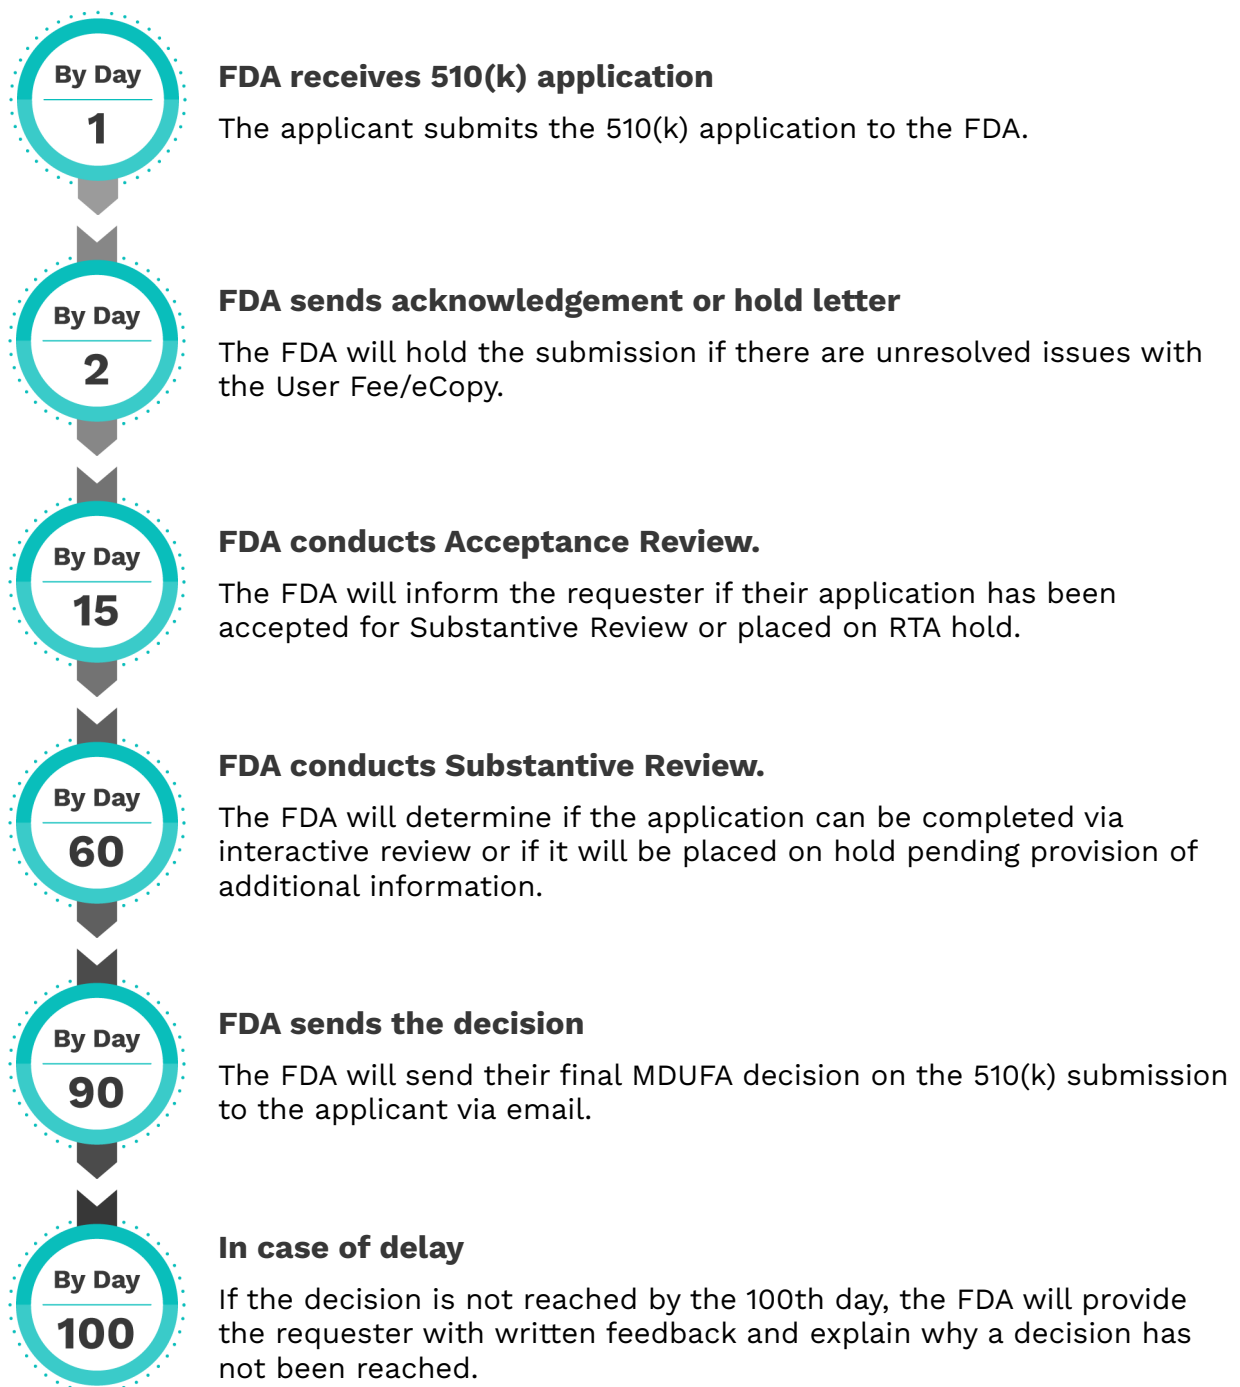 By Day
1
FDA receives 510(k) application
The applicant submits the 510(k) application to the FDA.
By Day
2
FDA sends acknowledgement or hold letter
The FDA will hold the submission if there are unresolved issues with
the User Fee/eCopy.
By Day
15
FDA conducts Acceptance Review.
The FDA will inform the requester if their application has been
accepted for Substantive Review or placed on RTA hold.
By Day
60
FDA conducts Substantive Review.
The FDA will determine if the application can be completed via
interactive review or if it will be placed on hold pending provision of
additional information.
By Day
90
FDA sends the decision
The FDA will send their final MDUFA decision on the 510(k) submission
to the applicant via email.
By Day
100
In case of delay
If the decision is not reached by the 100th day, the FDA will provide
the requester with written feedback and explain why a decision has
not been reached.